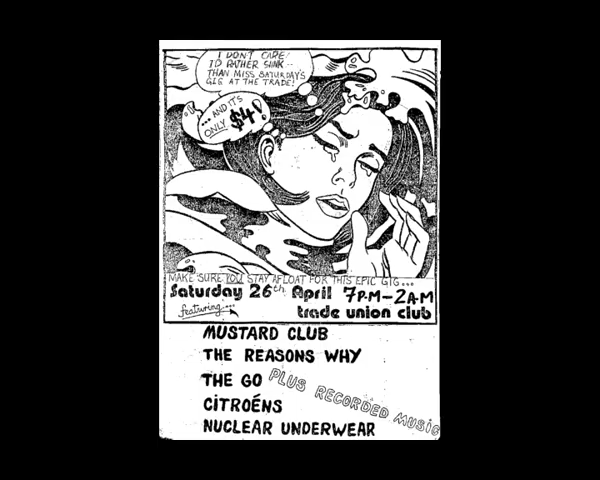 I DON'T CARE!
I'D RATHER SINK --
THAN MISS SATURDAY'S
GIG AT THE TRADE!
... AND IT'S
ONLY $4!
MAKE SURE YOU STAY AFLOAT FOR THIS EPIC GIG...
Saturday 26th April 7P.M-2A.M
featuring...
trade union club
MUSTARD CLUB
THE REASONS WHY
THE GO
PLUS RECORDED MUSIC
CiTROÉNS
NUCLEAR UNDERWEAR